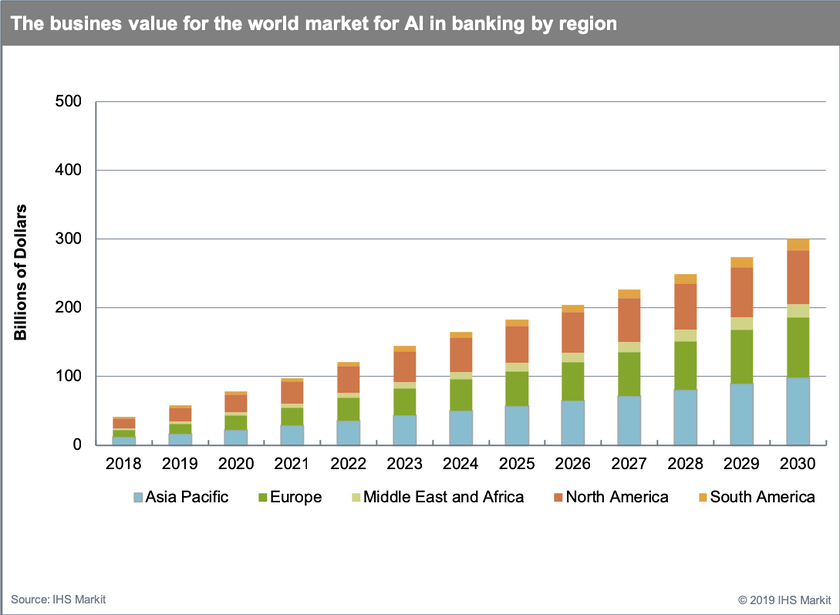 The busines value for the world market for AI in banking by region
500
400
300
200
100
0
Billions of Dollars
2018 2019 2020 2021 2022 2023 2024 2025 2026 2027 2028 2029 2030
Asia Pacific Europe Middle East and Africa North America South America
Source: IHS Markit © 2019 IHS Markit